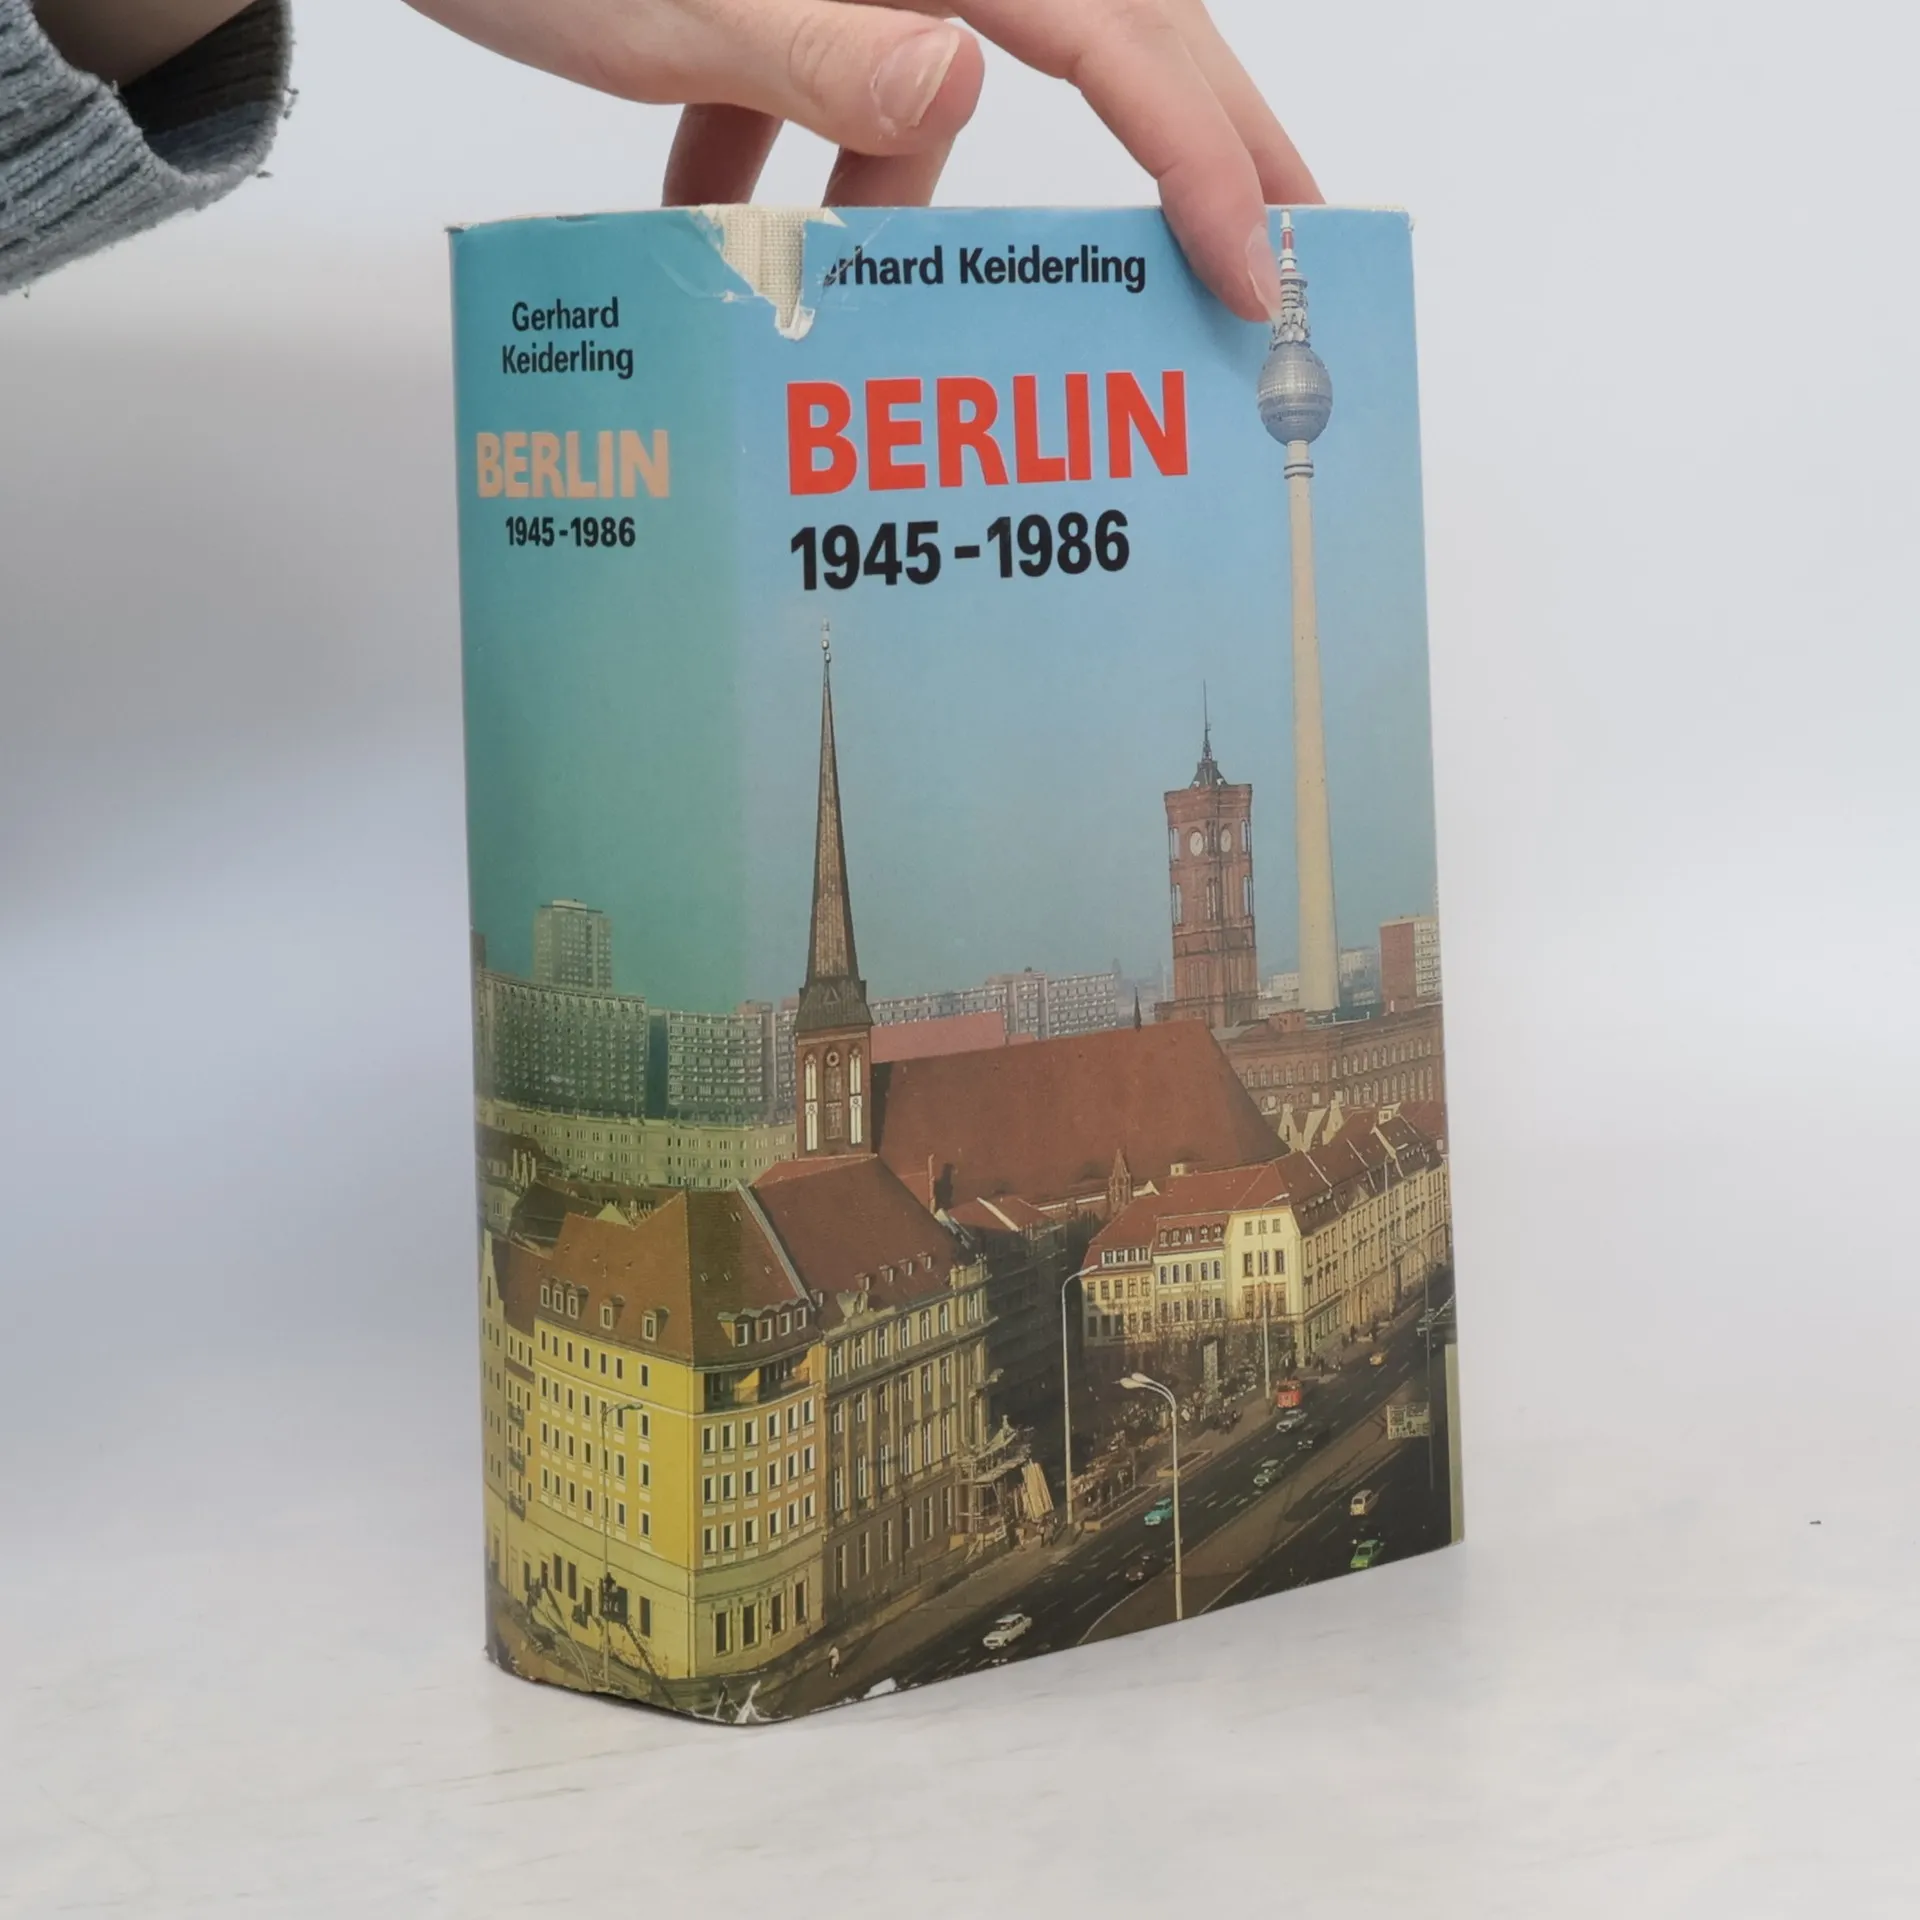 Gerhard
Keiderling
BERLIN
1945-1986
erhard Keiderling
BERLIN
1945-1986